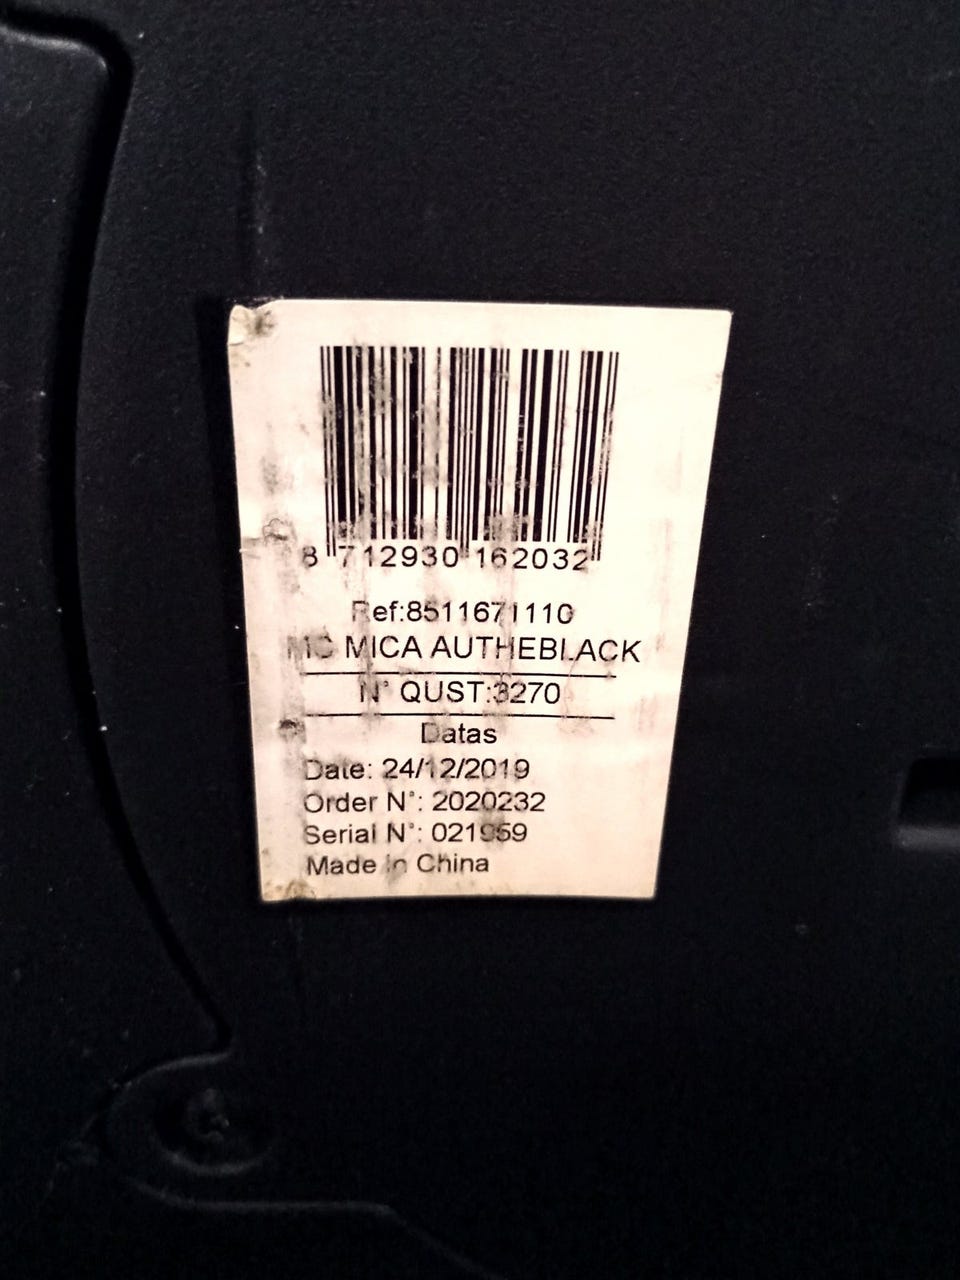 8 712930 162032
Ref:8511671110
MC MICA AUTHEBLACK
N° QUST:3270
Datas
Date: 24/12/2019
Order N°: 2020232
Serial N°: 021959
Made in China